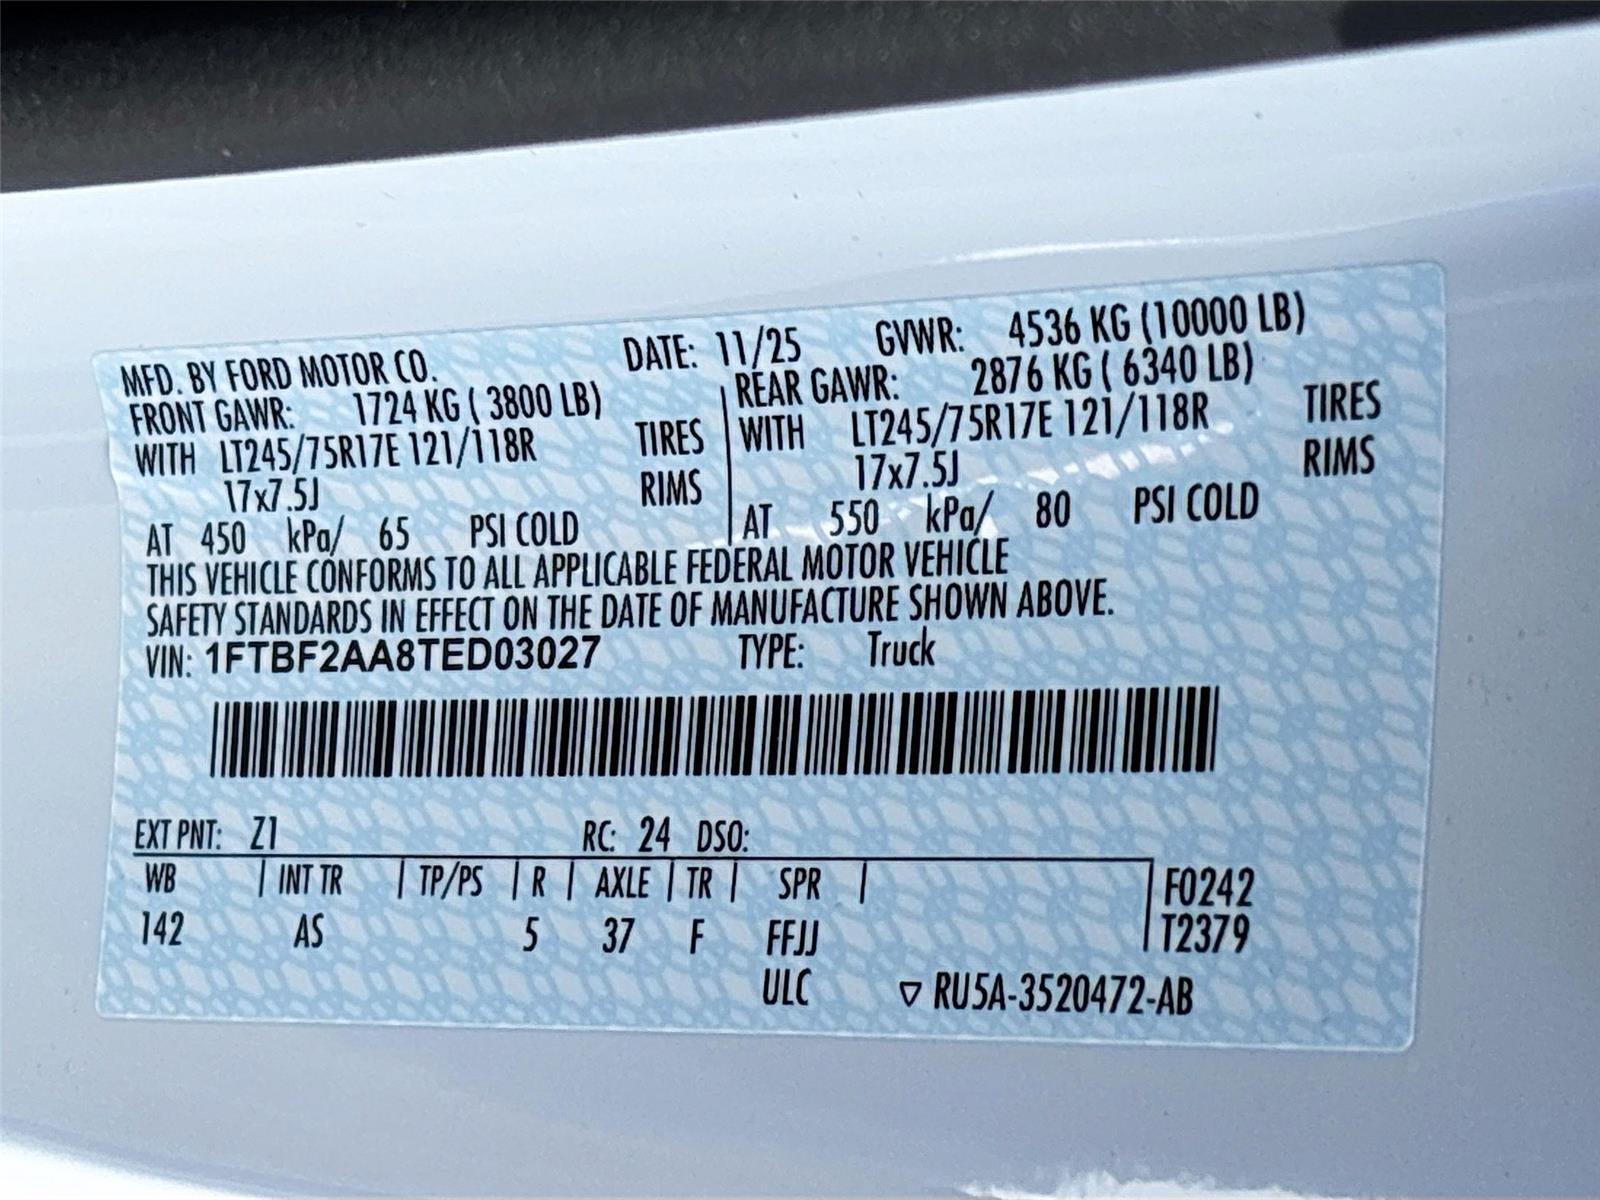 MFD. BY FORD MOTOR CO. DATE: 11/25 GVWR: 4536 KG (10000 LB)
FRONT GAWR: 1724 KG ( 3800 LB) REAR GAWR: 2876 KG ( 6340 LB)
WITH LT245/75R17E 121/118R TIRES WITH LT245/75R17E 121/118R TIRES
17x7.5J RIMS 17x7.5J RIMS
AT 450 kPa/ 65 PSI COLD AT 550 kPa/ 80 PSI COLD
THIS VEHICLE CONFORMS TO ALL APPLICABLE FEDERAL MOTOR VEHICLE
SAFETY STANDARDS IN EFFECT ON THE DATE OF MANUFACTURE SHOWN ABOVE.
VIN: 1FTBF2AA8TED03027 TYPE: Truck
EXT PNT: Z1 RC: 24 DSO:
WB INT TR TP/PS R AXLE TR SPR F0242
142 AS 5 37 F FFJJ T2379
ULC ▽ RU5A-3520472-AB